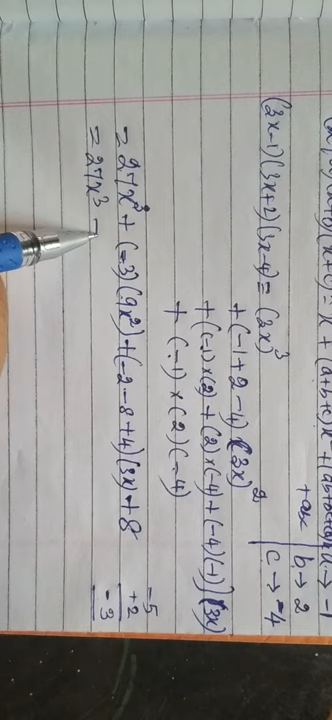 (x+c) = x³ + (a+b+c)x² + (ab+bc+ca)x
+ abc
a → -1
b → 2
c → -4
(3x-1)(3x+2)(3x-4) = (3x)³
+ (-1+2-4)(3x)²
+ ((-1)×(2) + (2)×(-4) + (-4)(-1))(3x)
+ (-1)×(2)(-4)
= 27x³ + (-3)(9x²) + (-2-8+4)(3x) + 8
= 27x³ -
-5
+2
-3